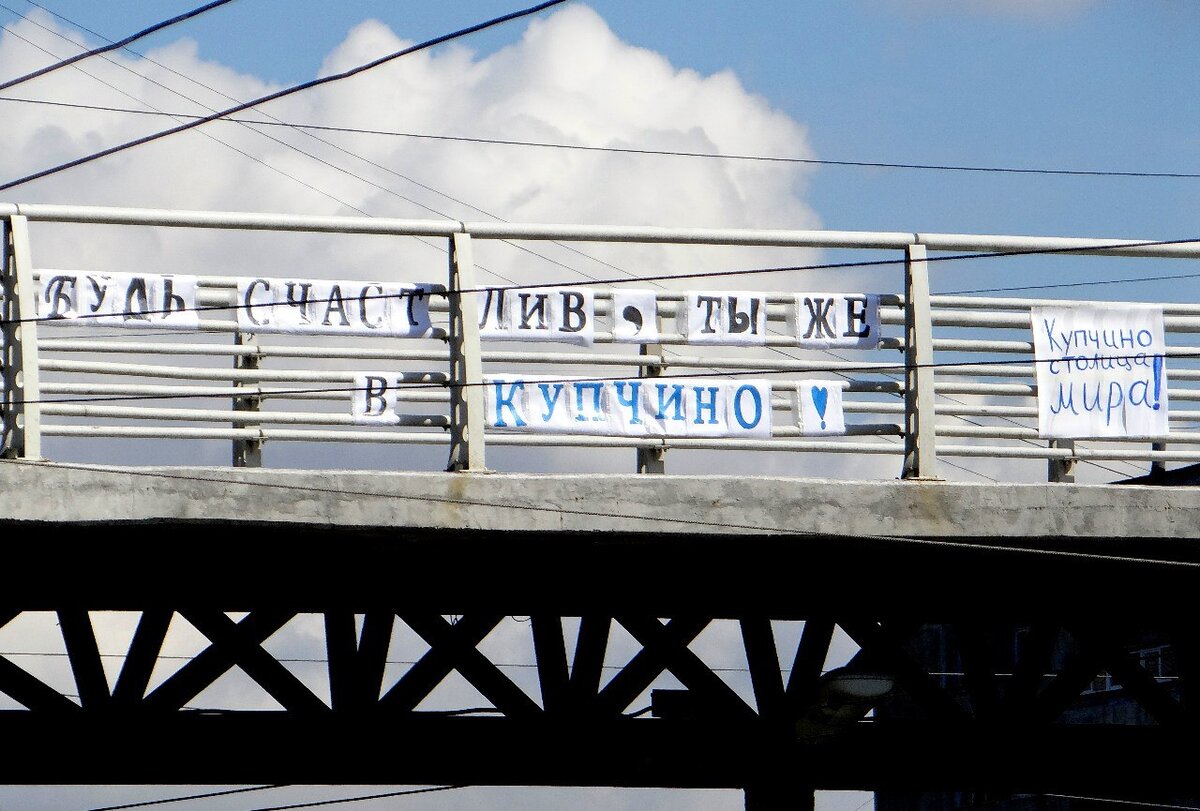 БУДЬ СЧАСТЛИВ, ТЫ ЖЕ
В КУПЧИНО!
Купчино
столица
мира!